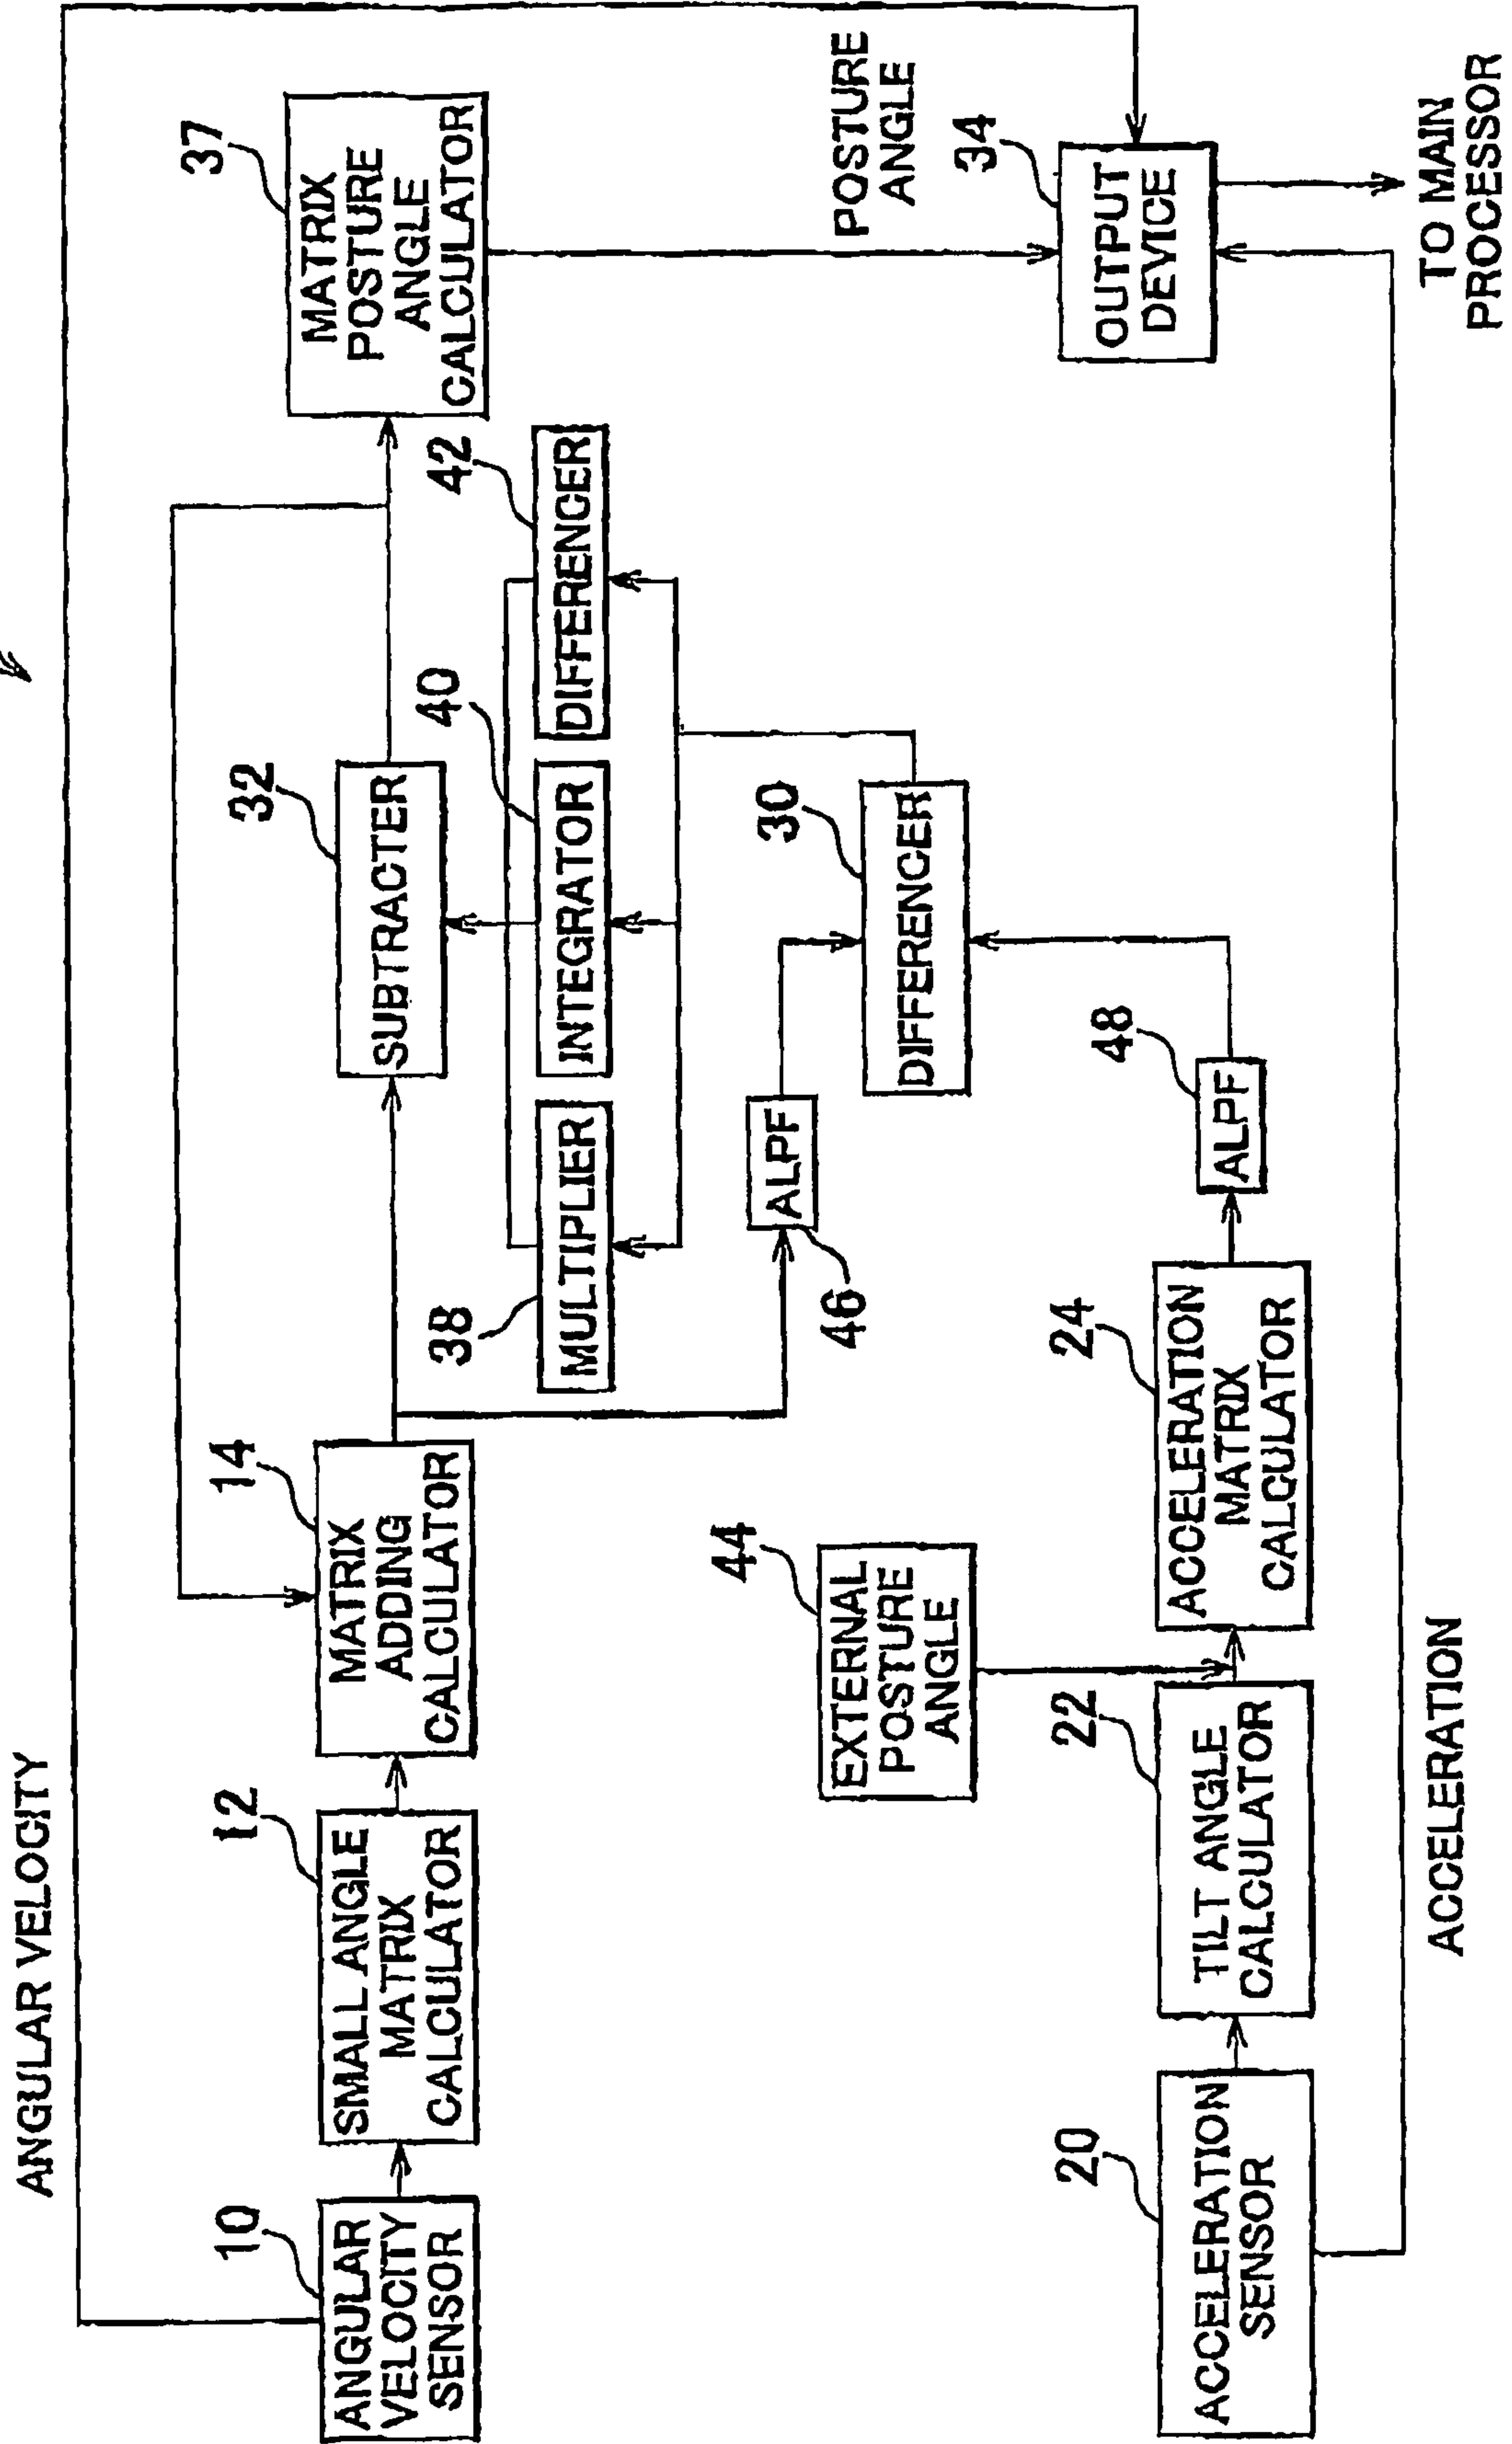 ANGULAR VELOCITY
10
ANGULAR
VELOCITY
SENSOR
12
SMALL ANGLE
MATRIX
CALCULATOR
14
MATRIX
ADDING
CALCULATOR
32
SUBTRACTER
37
MATRIX
POSTURE
ANGLE
CALCULATOR
38
MULTIPLIER
40
INTEGRATOR
42
DIFFERENCER
46
ALPF
30
DIFFERENCER
POSTURE
ANGLE
34
OUTPUT
DEVICE
44
EXTERNAL
POSTURE
ANGLE
20
ACCELERATION
SENSOR
22
TILT ANGLE
CALCULATOR
24
ACCELERATION
MATRIX
CALCULATOR
48
ALPF
ACCELERATION
TO MAIN
PROCESSOR